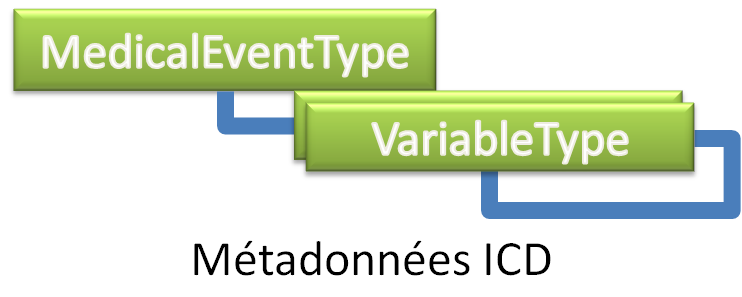 MedicalEventType
VariableType
Métadonnées ICD